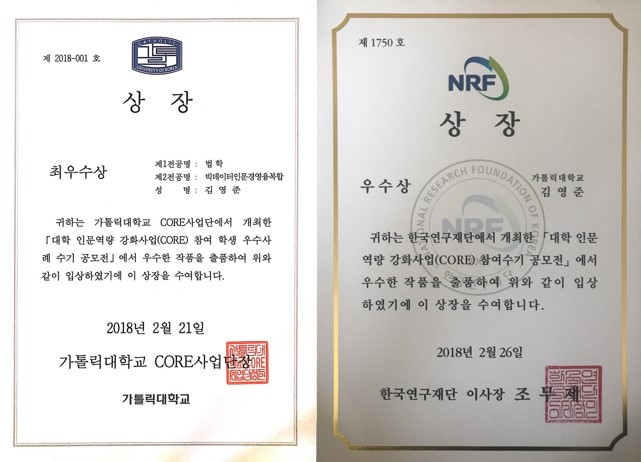 제 2018-001 호
CATHOLIC
UNIVERSITY OF KOREA
상 장
최우수상
제1전공명 : 법 학
제2전공명 : 빅데이터인문경영융복합
성 명 : 김 영 준
귀하는 가톨릭대학교 CORE사업단에서 개최한
「대학 인문역량 강화사업(CORE) 참여 학생 우수사
례 수기 공모전」에서 우수한 작품을 출품하여 위와
같이 입상하였기에 이 상장을 수여합니다.
2018년 2월 21일
가톨릭대학교 CORE사업단장
가톨릭대학교
제 1750 호
NRF
상 장
우수상
가톨릭대학교
김 영 준
NATIONAL RESEARCH FOUNDATION OF KOREA
NRF
귀하는 한국연구재단에서 개최한 「대학 인문
역량 강화사업(CORE) 참여수기 공모전」에서
우수한 작품을 출품하여 위와 같이 입상
하였기에 이 상장을 수여합니다.
2018년 2월 26일
한국연구재단 이사장 조 무 제